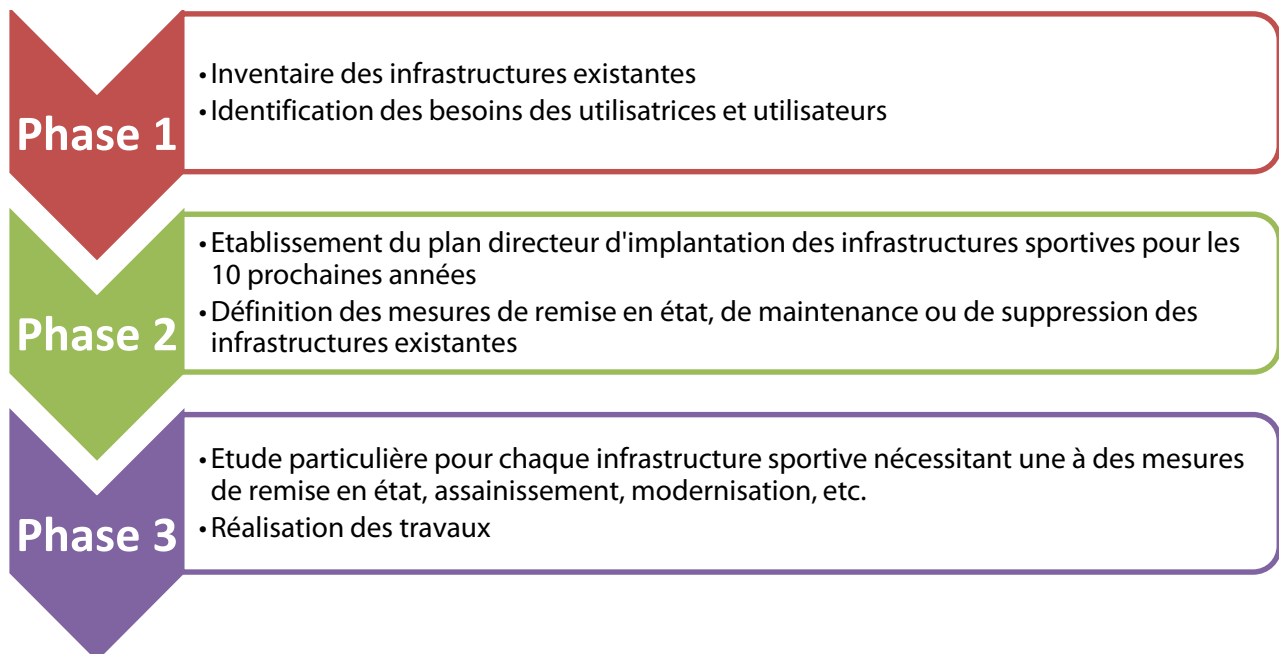 Phase 1
• Inventaire des infrastructures existantes
• Identification des besoins des utilisatrices et utilisateurs
Phase 2
• Etablissement du plan directeur d'implantation des infrastructures sportives pour les
10 prochaines années
• Définition des mesures de remise en état, de maintenance ou de suppression des
infrastructures existantes
Phase 3
• Etude particulière pour chaque infrastructure sportive nécessitant une à des mesures
de remise en état, assainissement, modernisation, etc.
• Réalisation des travaux